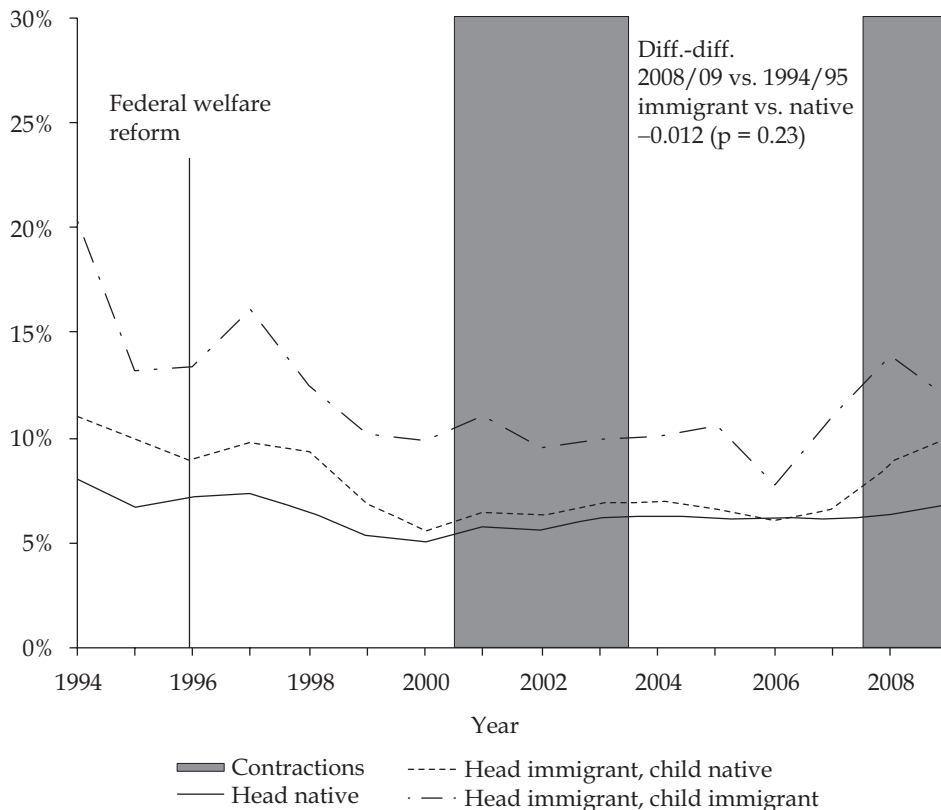 30%
25%
20%
15%
10%
5%
0%
Federal welfare
reform
Diff.-diff.
2008/09 vs. 1994/95
immigrant vs. native
–0.012 (p = 0.23)
1994 1996 1998 2000 2002 2004 2006 2008
Year
Contractions
Head native
Head immigrant, child native
Head immigrant, child immigrant